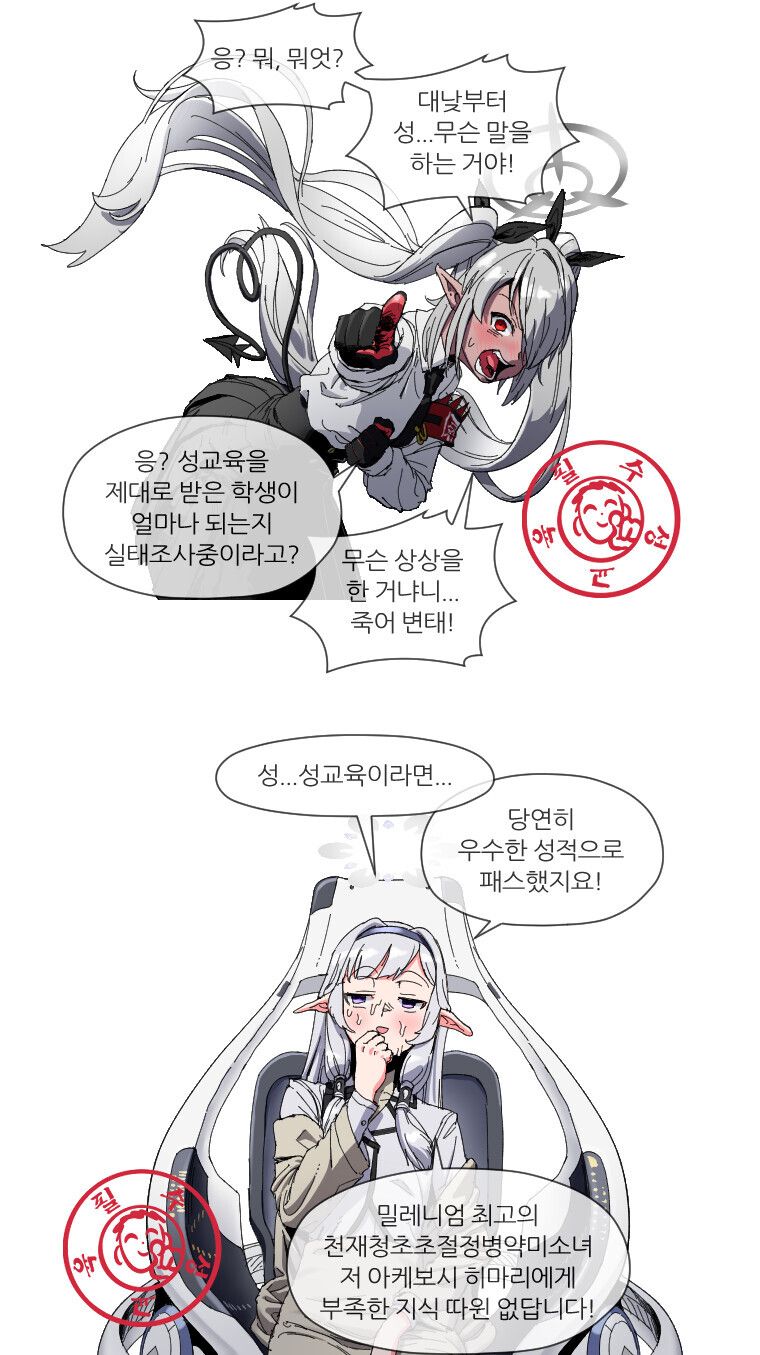 응? 뭐, 뭐엇?
대낮부터
성...무슨 말을
하는 거야!
응? 성교육을
제대로 받은 학생이
얼마나 되는지
실태조사중이라고?
무슨 상상을
한 거냐니...
죽어 변태!
필수성균
성...성교육이라면...
당연히
우수한 성적으로
패스했지요!
밀레니엄 최고의
천재청초초절정병약미소녀
저 아케보시 히마리에게
부족한 지식 따윈 없답니다!